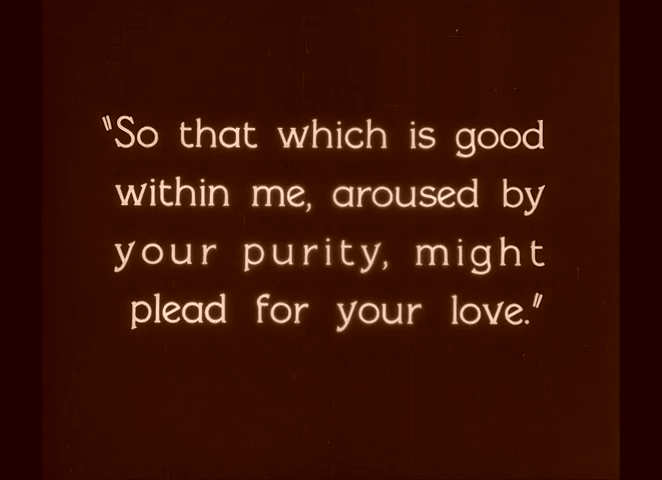 "So that which is good
within me, aroused by
your purity, might
plead for your love."